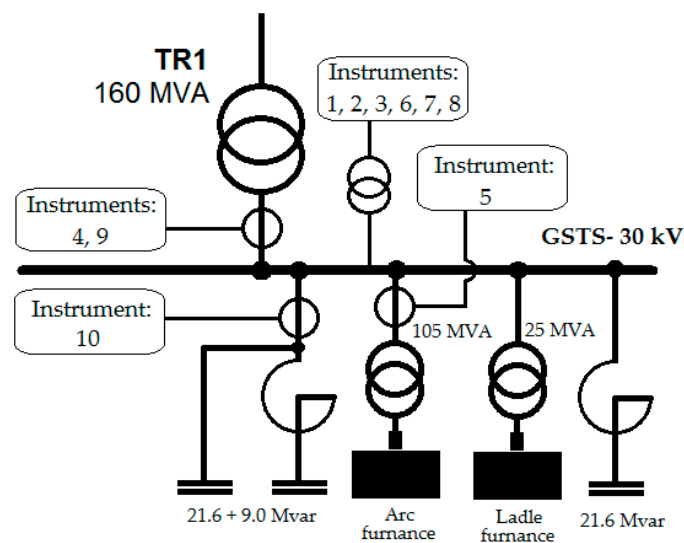 TR1
160 MVA
Instruments:
1, 2, 3, 6, 7, 8
Instrument:
5
Instruments:
4, 9
GSTS- 30 kV
Instrument:
10
105 MVA
25 MVA
21.6 + 9.0 Mvar
Arc
furnance
Ladle
furnance
21.6 Mvar